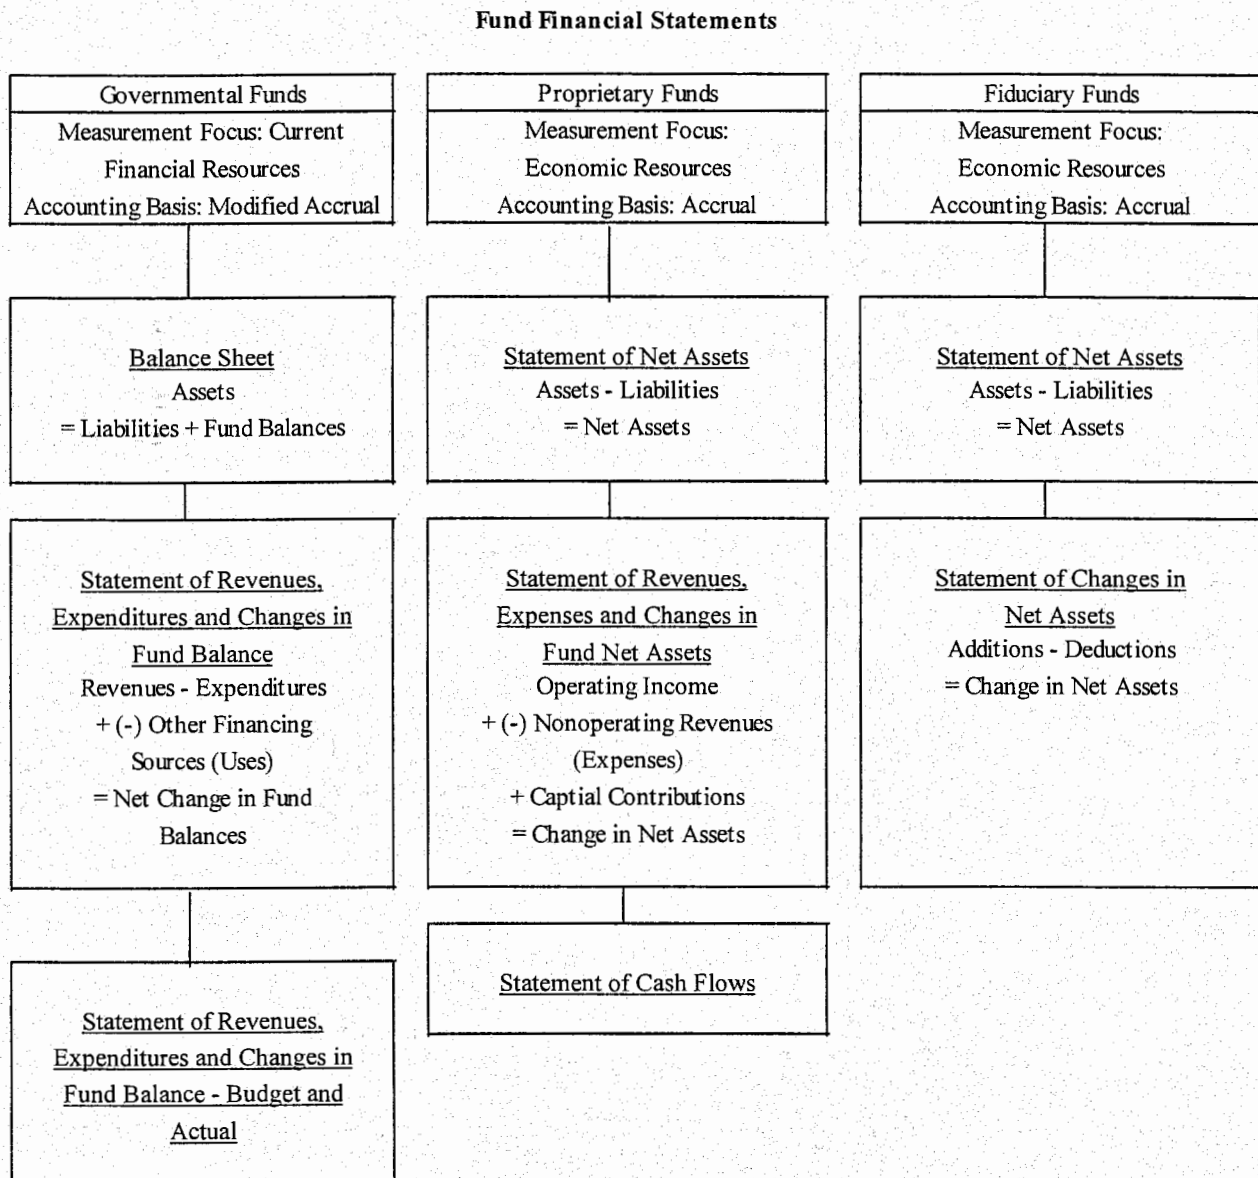 Fund Financial Statements
Governmental Funds
Measurement Focus: Current
Financial Resources
Accounting Basis: Modified Accrual
Balance Sheet
Assets
= Liabilities + Fund Balances
Statement of Revenues,
Expenditures and Changes in
Fund Balance
Revenues - Expenditures
+ (-) Other Financing
Sources (Uses)
= Net Change in Fund
Balances
Statement of Revenues,
Expenditures and Changes in
Fund Balance - Budget and
Actual
Proprietary Funds
Measurement Focus:
Economic Resources
Accounting Basis: Accrual
Statement of Net Assets
Assets - Liabilities
= Net Assets
Statement of Revenues,
Expenses and Changes in
Fund Net Assets
Operating Income
+ (-) Nonoperating Revenues
(Expenses)
+ Captial Contributions
= Change in Net Assets
Statement of Cash Flows
Fiduciary Funds
Measurement Focus:
Economic Resources
Accounting Basis: Accrual
Statement of Net Assets
Assets - Liabilities
= Net Assets
Statement of Changes in
Net Assets
Additions - Deductions
= Change in Net Assets